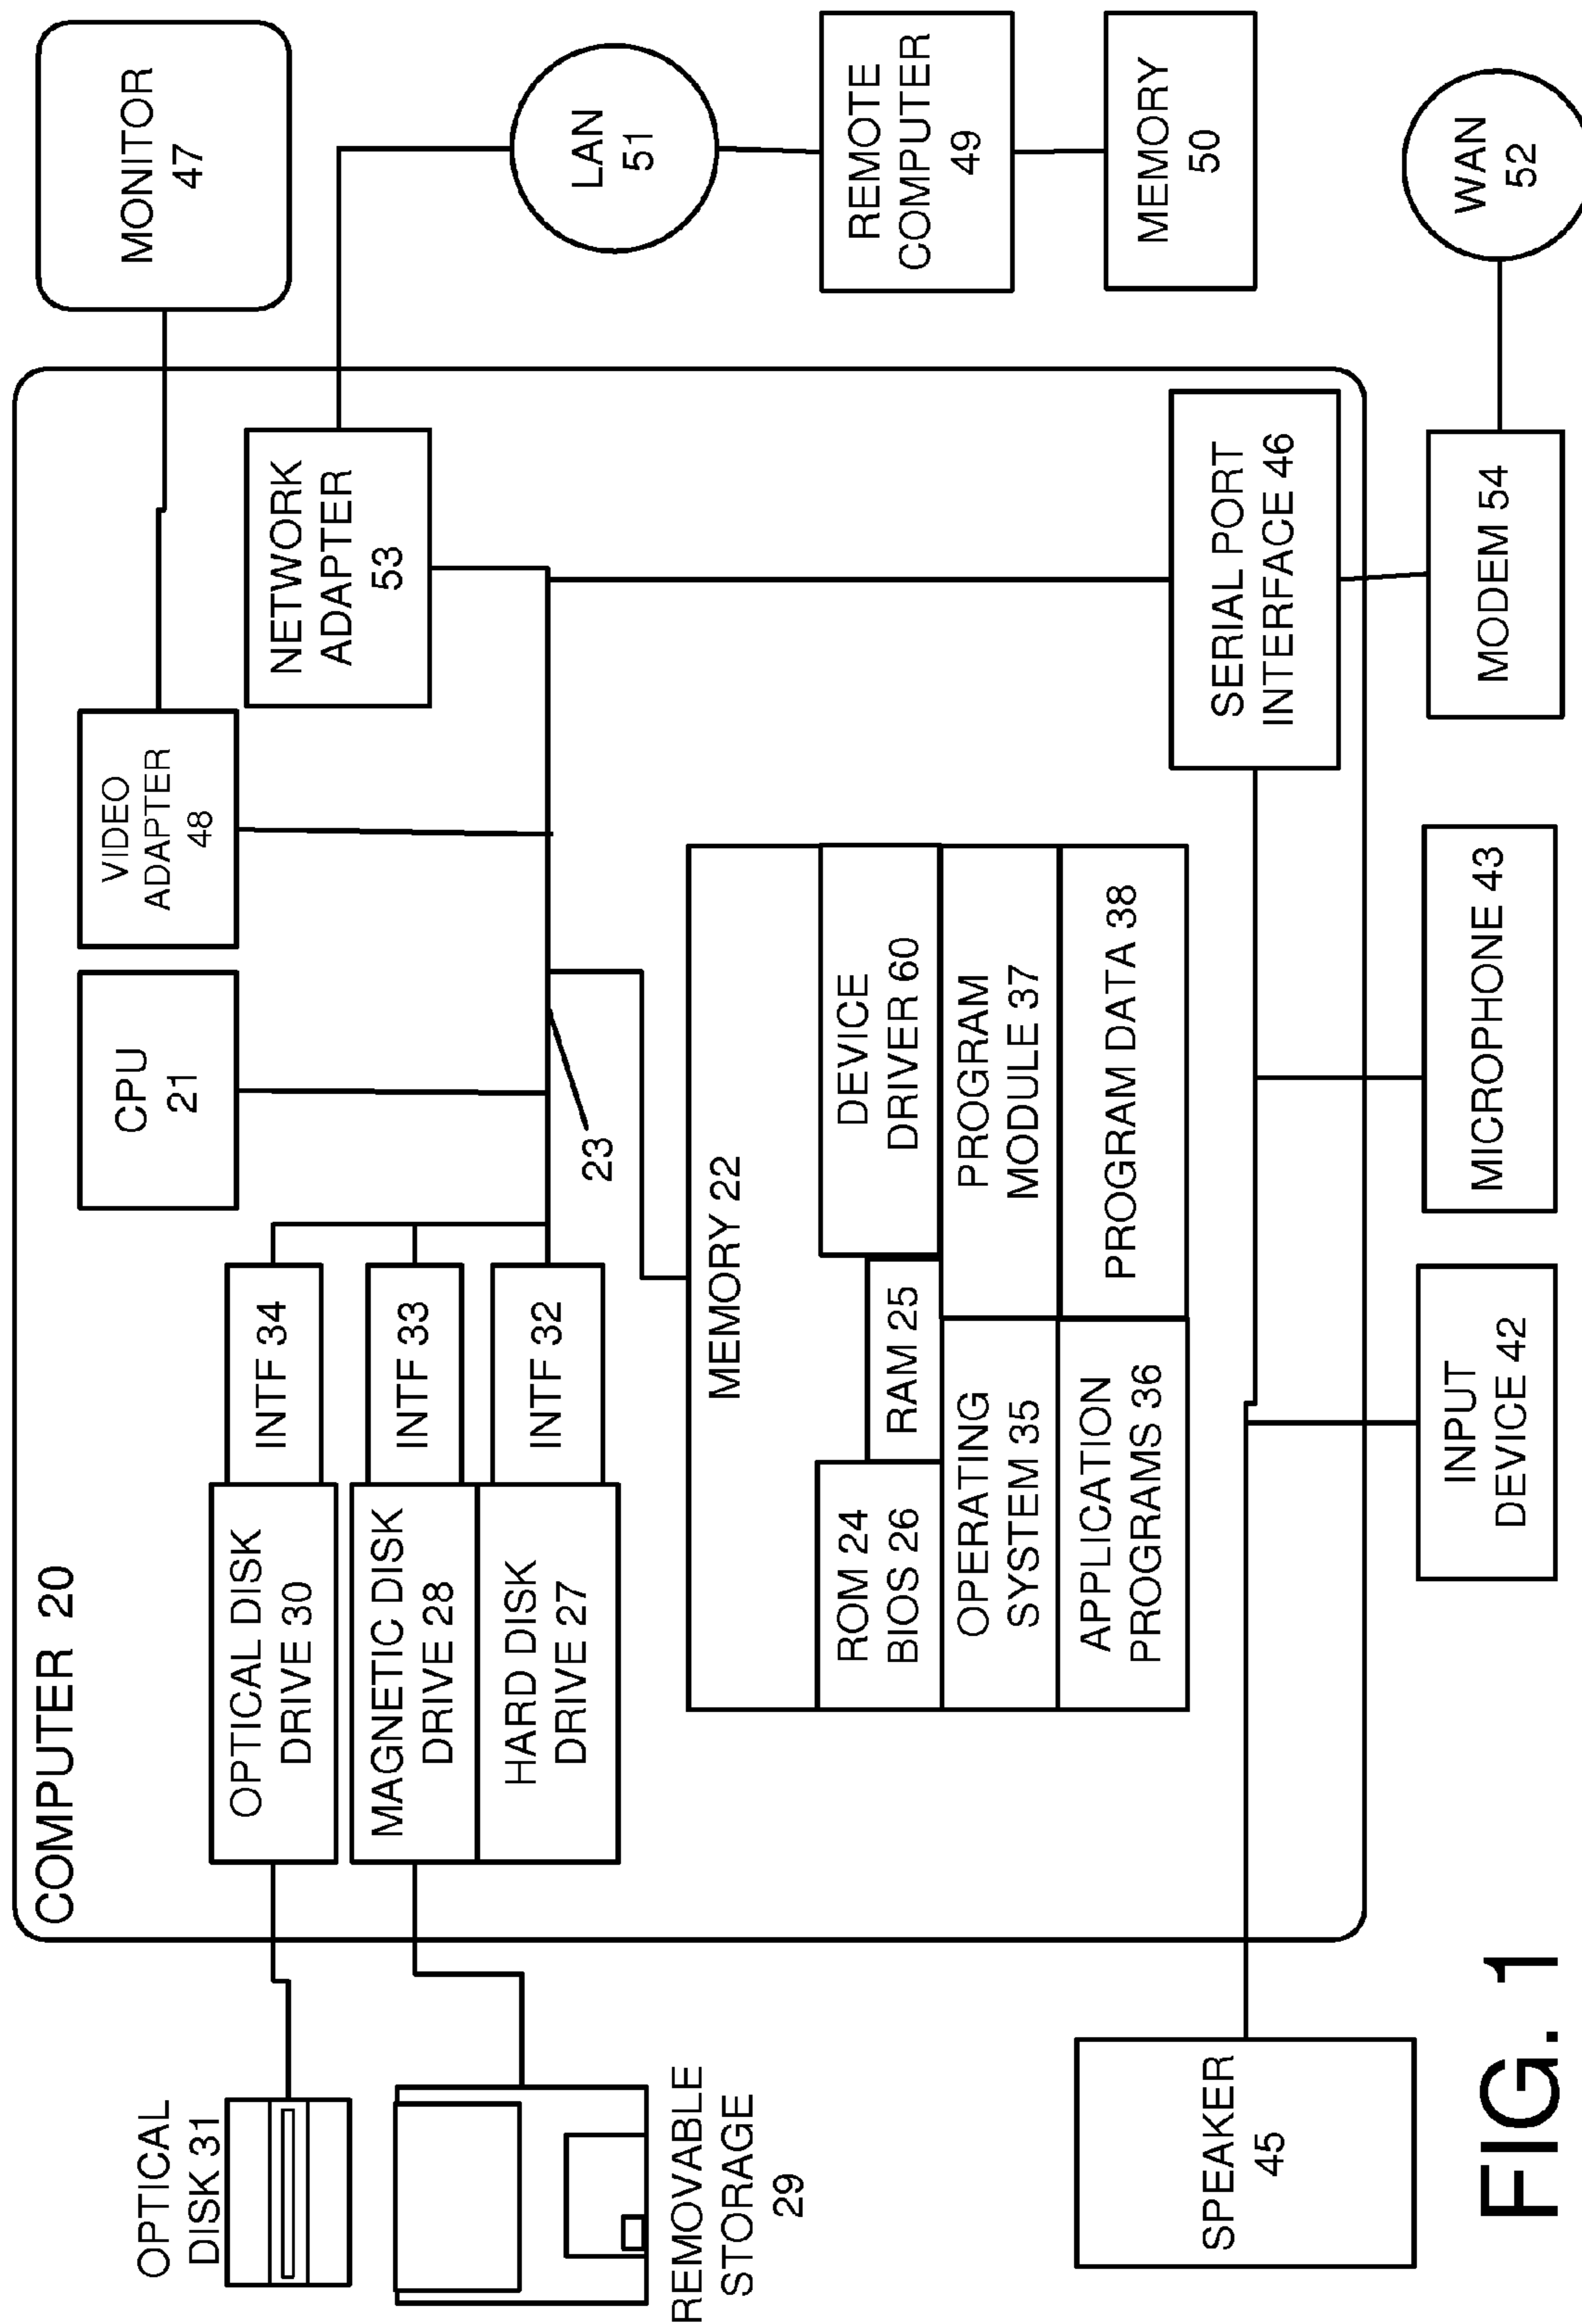 COMPUTER 20
OPTICAL
DISK 31
OPTICAL DISK
DRIVE 30
INTF 34
CPU
21
VIDEO
ADAPTER
48
MONITOR
47
REMOVABLE
STORAGE
29
MAGNETIC DISK
DRIVE 28
INTF 33
HARD DISK
DRIVE 27
INTF 32
23
NETWORK
ADAPTER
53
LAN
51
MEMORY 22
ROM 24
BIOS 26
RAM 25
DEVICE
DRIVER 60
OPERATING
SYSTEM 35
PROGRAM
MODULE 37
APPLICATION
PROGRAMS 36
PROGRAM DATA 38
REMOTE
COMPUTER
49
MEMORY
50
SPEAKER
45
SERIAL PORT
INTERFACE 46
INPUT
DEVICE 42
MICROPHONE 43
MODEM 54
WAN
52
FIG. 1